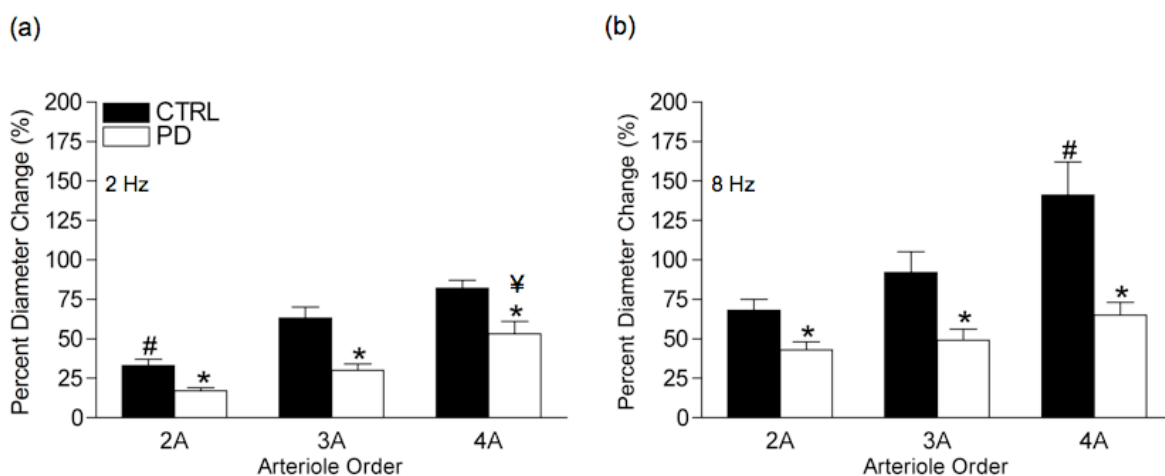 (a)
Percent Diameter Change (%)
200
175
150
125
100
75
50
25
0
CTRL
PD
2 Hz
#
*
*
¥
*
2A 3A 4A
Arteriole Order
(b)
Percent Diameter Change (%)
200
175
150
125
100
75
50
25
0
8 Hz
*
*
#
*
2A 3A 4A
Arteriole Order